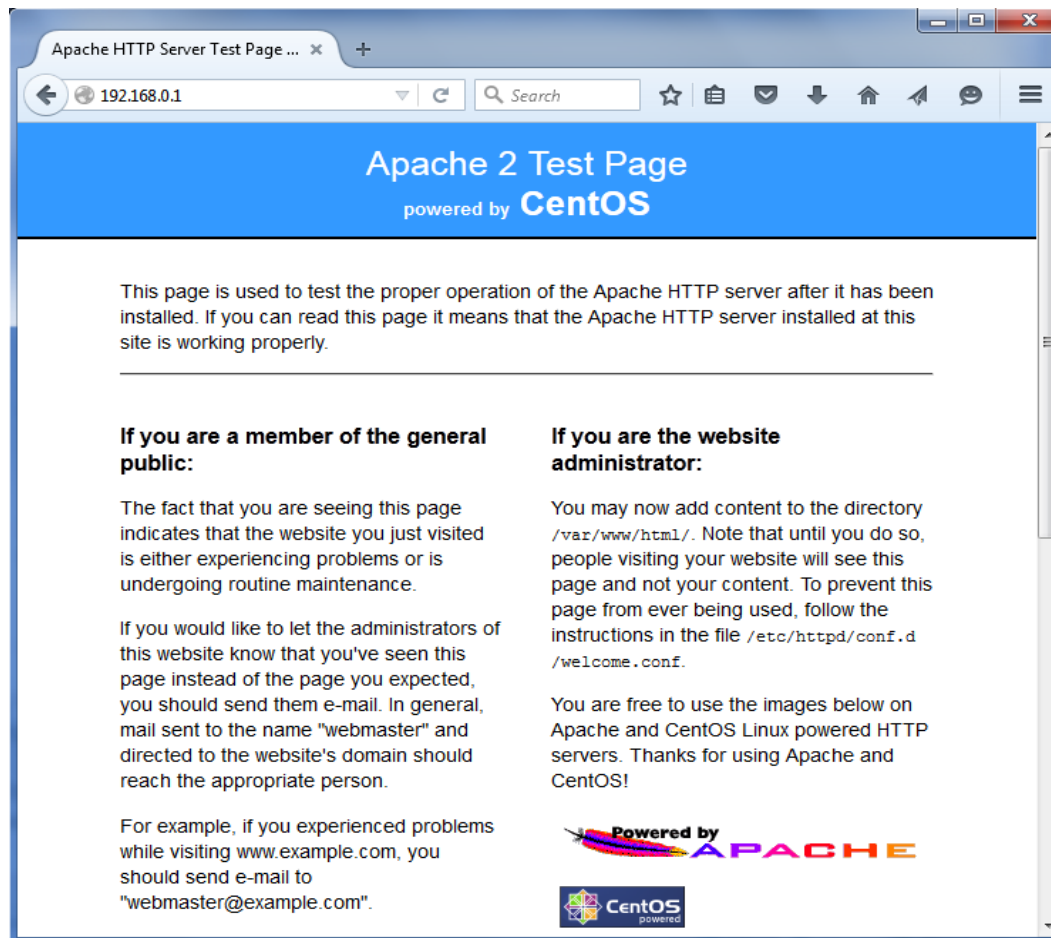 Apache HTTP Server Test Page ...
192.168.0.1
Search
Apache 2 Test Page
powered by CentOS
This page is used to test the proper operation of the Apache HTTP server after it has been
installed. If you can read this page it means that the Apache HTTP server installed at this
site is working properly.
If you are a member of the general
public:
The fact that you are seeing this page
indicates that the website you just visited
is either experiencing problems or is
undergoing routine maintenance.
If you would like to let the administrators of
this website know that you've seen this
page instead of the page you expected,
you should send them e-mail. In general,
mail sent to the name "webmaster" and
directed to the website's domain should
reach the appropriate person.
For example, if you experienced problems
while visiting www.example.com, you
should send e-mail to
"webmaster@example.com".
If you are the website
administrator:
You may now add content to the directory
/var/www/html/. Note that until you do so,
people visiting your website will see this
page and not your content. To prevent this
page from ever being used, follow the
instructions in the file /etc/httpd/conf.d
/welcome.conf.
You are free to use the images below on
Apache and CentOS Linux powered HTTP
servers. Thanks for using Apache and
CentOS!
Powered by
APACHE
CentOS
powered